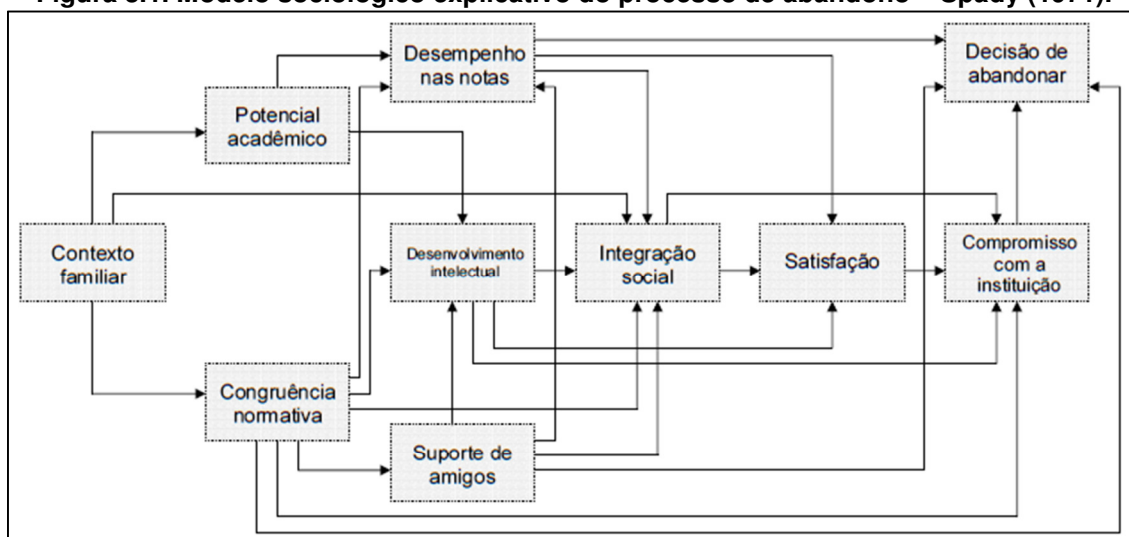 Figura 3.1. Modelo sociológico explicativo do processo de abandono – Spady (1971).
Desempenho
nas notas
Decisão de
abandonar
Potencial
acadêmico
Contexto
familiar
Desenvolvimento
intelectual
Integração
social
Satisfação
Compromisso
com a
instituição
Congruência
normativa
Suporte de
amigos